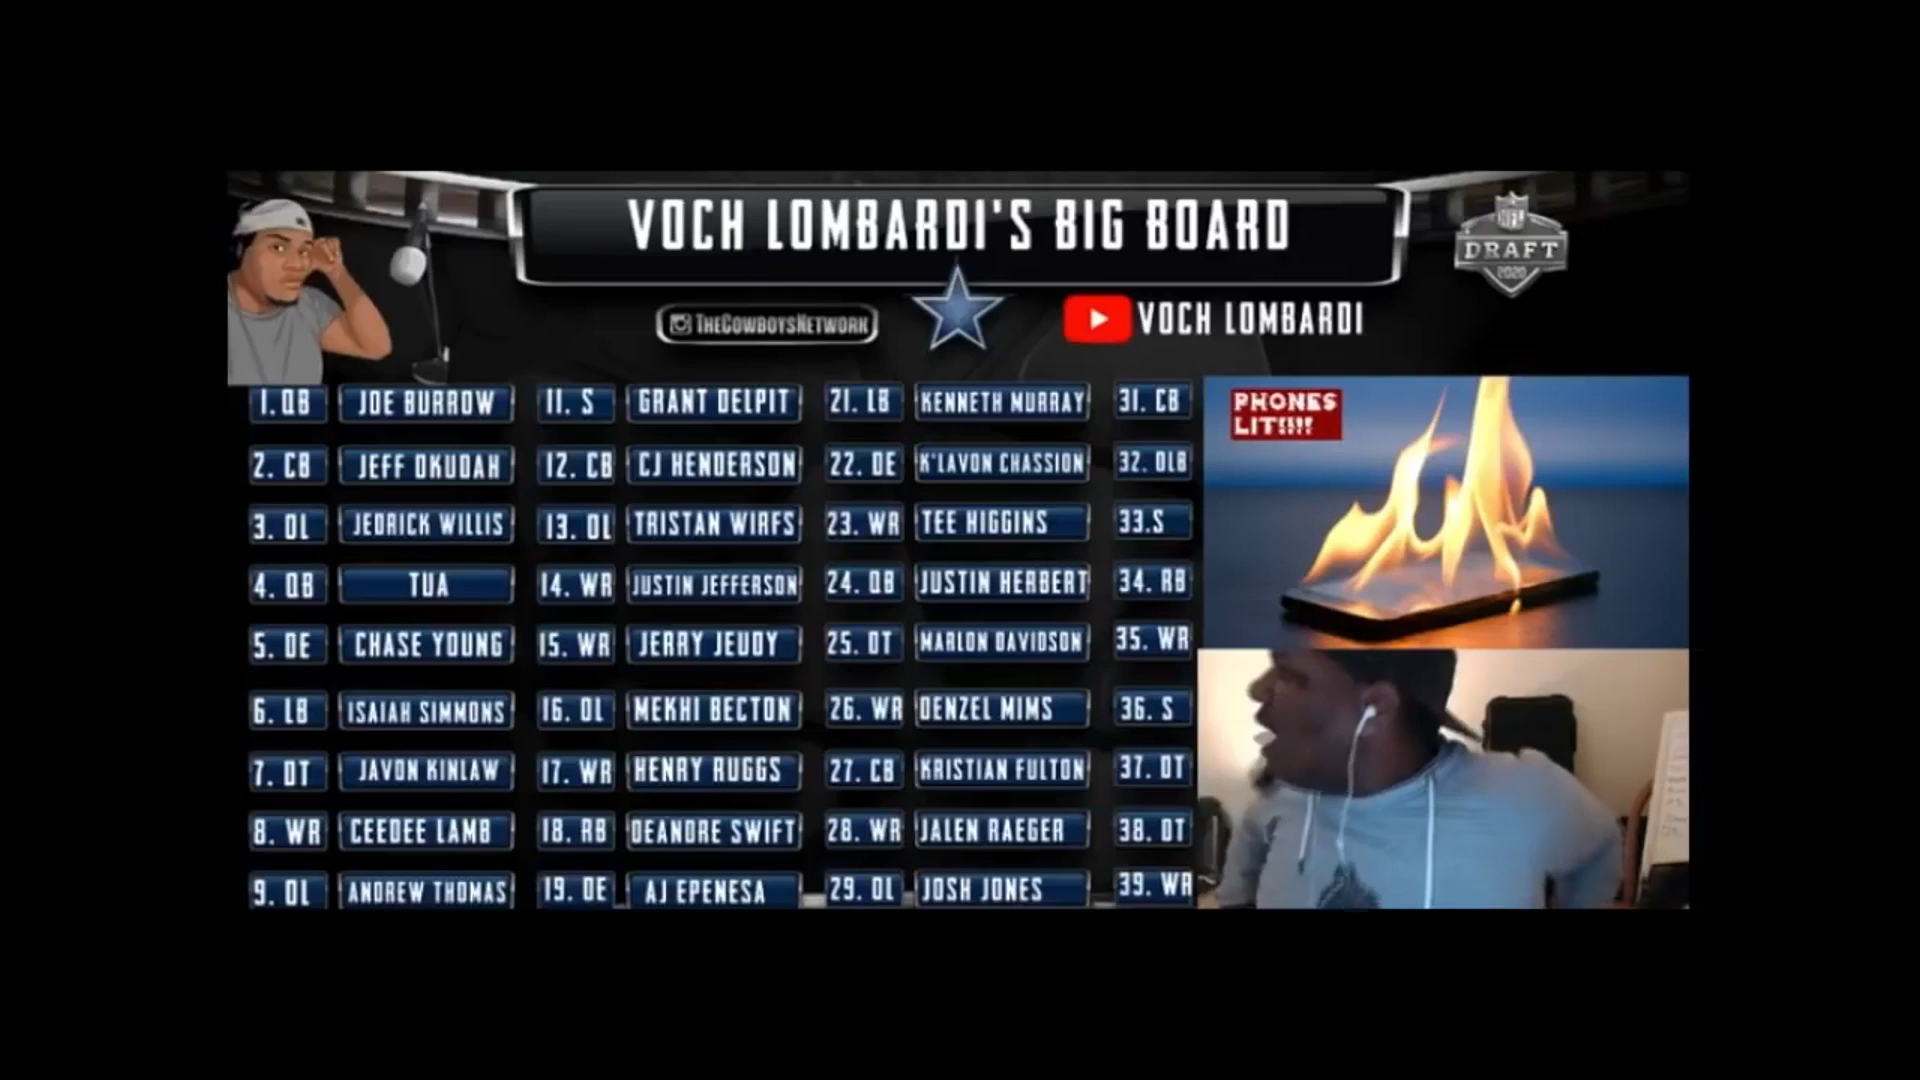 VOCH LOMBARDI'S BIG BOARD
NFL
DRAFT
2020
THECOWBOYSNETWORK
VOCH LOMBARDI
1. QB JOE BURROW
2. CB JEFF OKUDAH
3. OL JEDRICK WILLIS
4. QB TUA
5. DE CHASE YOUNG
6. LB ISAIAH SIMMONS
7. DT JAVON KINLAW
8. WR CEEDEE LAMB
9. OL ANDREW THOMAS
11. S GRANT DELPIT
12. CB CJ HENDERSON
13. OL TRISTAN WIRFS
14. WR JUSTIN JEFFERSON
15. WR JERRY JEUDY
16. OL MEKHI BECTON
17. WR HENRY RUGGS
18. RB DEANDRE SWIFT
19. DE AJ EPENESA
21. LB KENNETH MURRAY
22. DE K'LAVON CHASSION
23. WR TEE HIGGINS
24. QB JUSTIN HERBERT
25. DT MARLON DAVIDSON
26. WR DENZEL MIMS
27. CB KRISTIAN FULTON
28. WR JALEN RAEGER
29. OL JOSH JONES
31. CB
32. OLB
33.S
34. RB
35. WR
36. S
37. DT
38. DT
39. WR
PHONES
LIT!!!!